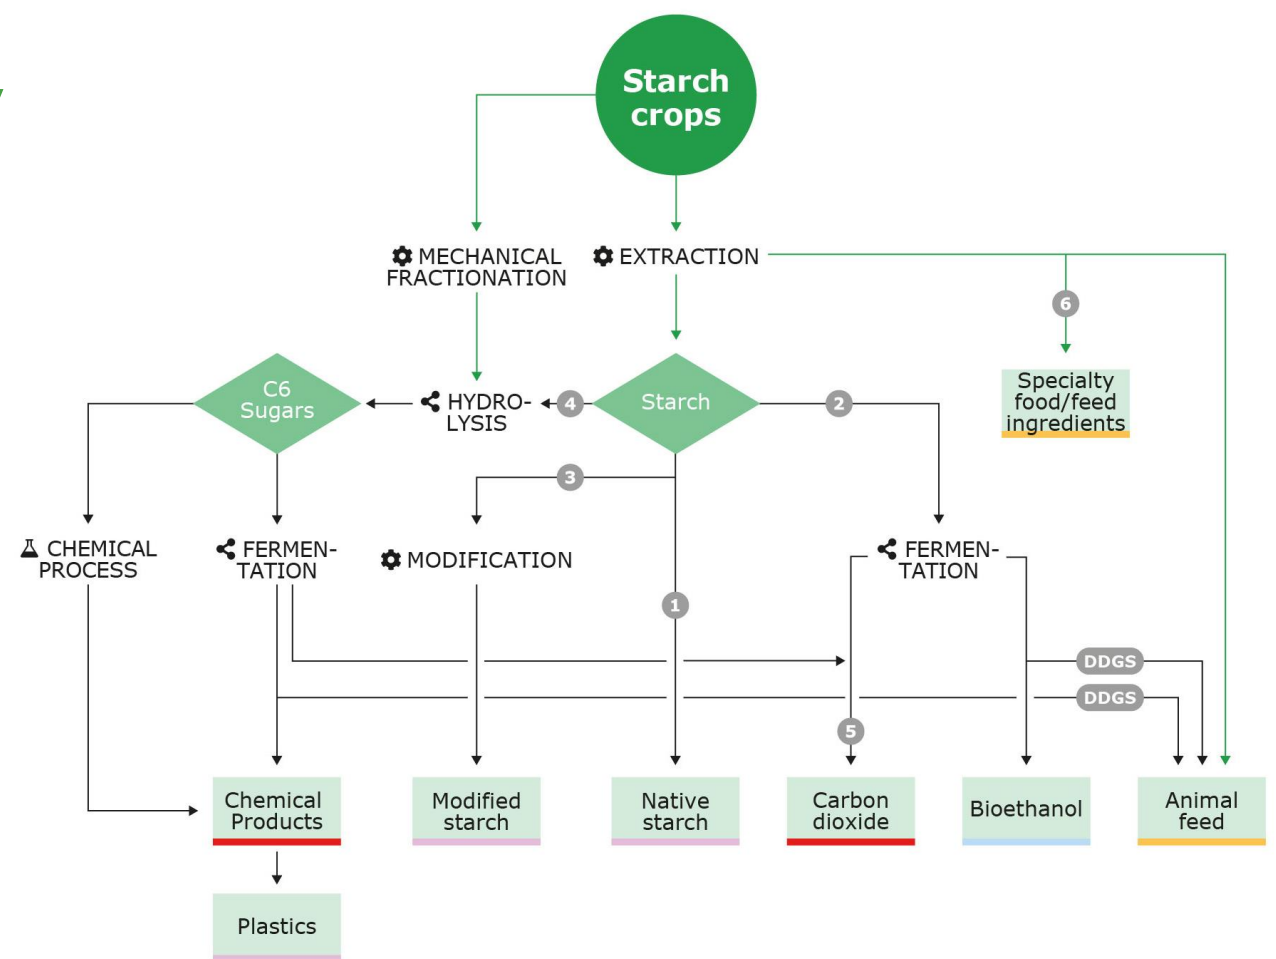 Starch
crops
MECHANICAL
FRACTIONATION
EXTRACTION
6
Specialty
food/feed
ingredients
C6
Sugars
HYDRO-
LYSIS
4
Starch
2
3
CHEMICAL
PROCESS
FERMEN-
TATION
MODIFICATION
FERMEN-
TATION
1
DDGS
DDGS
5
Chemical
Products
Modified
starch
Native
starch
Carbon
dioxide
Bioethanol
Animal
feed
Plastics